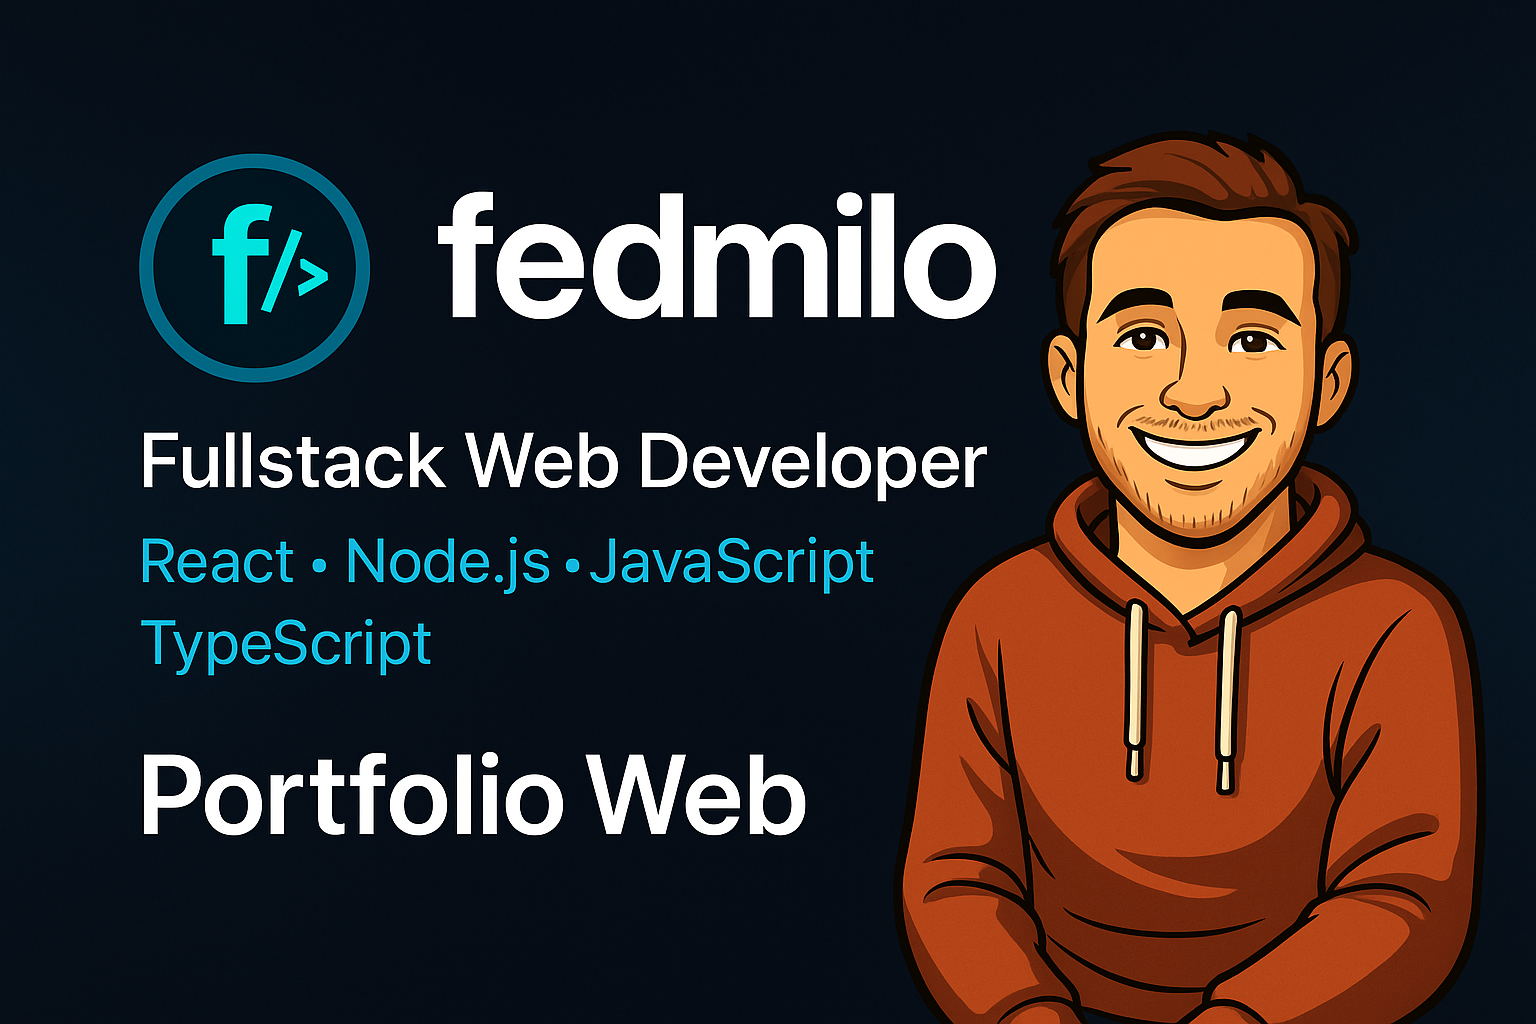 f/>
fedmilo
Fullstack Web Developer
React • Node.js • JavaScript
TypeScript
Portfolio Web